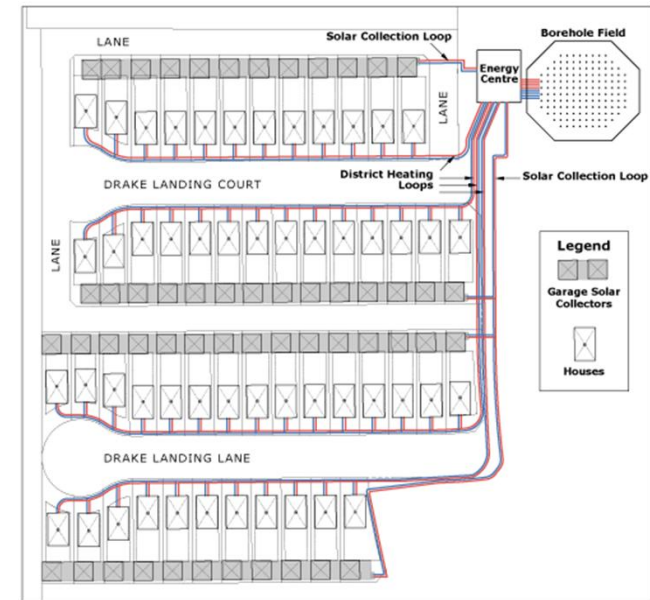 LANE
Solar Collection Loop
Borehole Field
Energy
Centre
LANE
District Heating
Loops
Solar Collection Loop
DRAKE LANDING COURT
LANE
Legend
Garage Solar
Collectors
Houses
DRAKE LANDING LANE